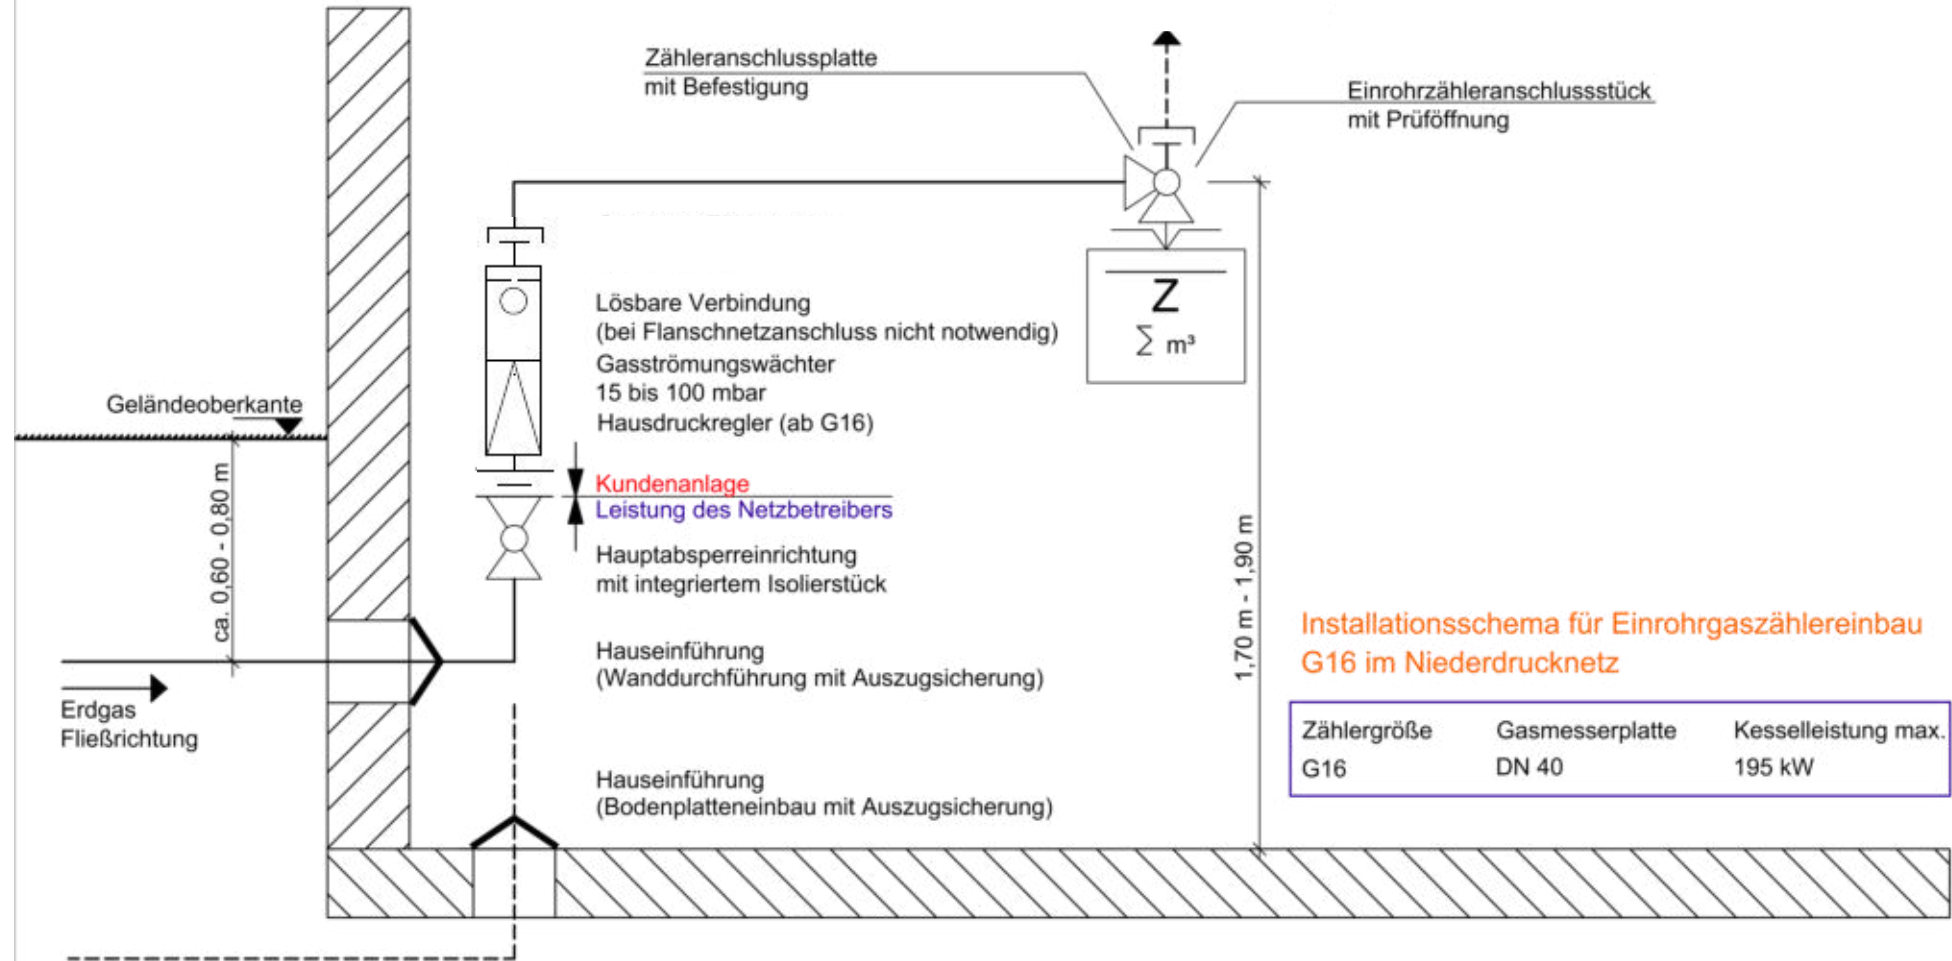 Zähleranschlussplatte
mit Befestigung
Einrohrzähleranschlussstück
mit Prüföffnung
Lösbare Verbindung
(bei Flanschnetzanschluss nicht notwendig)
Gasströmungswächter
15 bis 100 mbar
Hausdruckregler (ab G16)
Z
∑ m³
Geländeoberkante
ca. 0,60 - 0,80 m
Kundenanlage
Leistung des Netzbetreibers
Hauptabsperreinrichtung
mit integriertem Isolierstück
1,70 m - 1,90 m
Hauseinführung
(Wanddurchführung mit Auszugsicherung)
Erdgas
Fließrichtung
Hauseinführung
(Bodenplatteneinbau mit Auszugsicherung)
Installationsschema für Einrohrgaszählereinbau
G16 im Niederdrucknetz
Zählergröße Gasmesserplatte Kesselleistung max.
G16 DN 40 195 kW